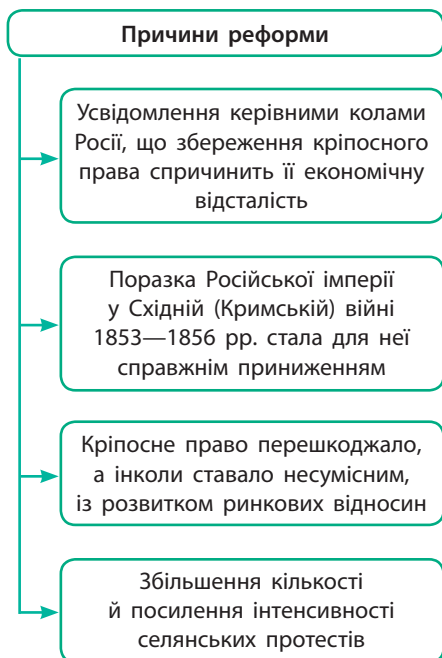 Причини реформи
Усвідомлення керівними колами
Росії, що збереження кріпосного
права спричинить її економічну
відсталість
Поразка Російської імперії
у Східній (Кримській) війні
1853—1856 рр. стала для неї
справжнім приниженням
Кріпосне право перешкоджало,
а інколи ставало несумісним,
із розвитком ринкових відносин
Збільшення кількості
й посилення інтенсивності
селянських протестів